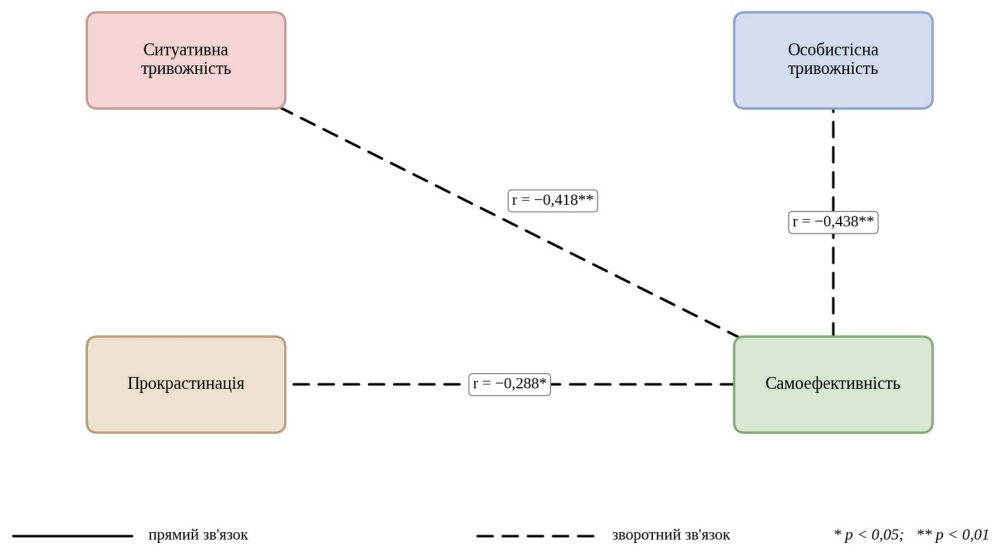 Ситуативна
тривожність
Особистісна
тривожність
r = −0,418**
r = −0,438**
Прокрастинація
r = −0,288*
Самоефективність
прямий зв'язок
зворотний зв'язок
* p < 0,05;   ** p < 0,01